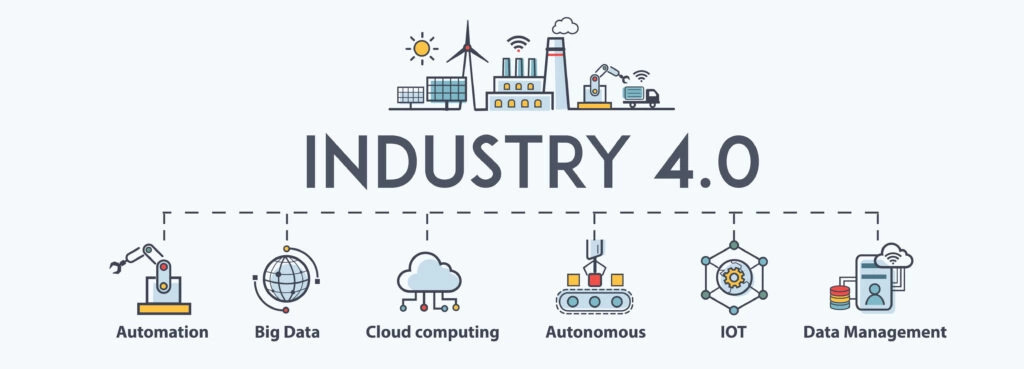 INDUSTRY 4.0
Automation
Big Data
Cloud computing
Autonomous
IOT
Data Management